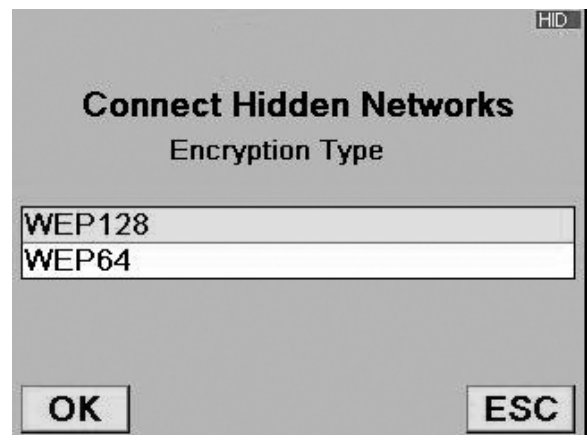 HID
Connect Hidden Networks
Encryption Type
WEP128
WEP64
OK
ESC